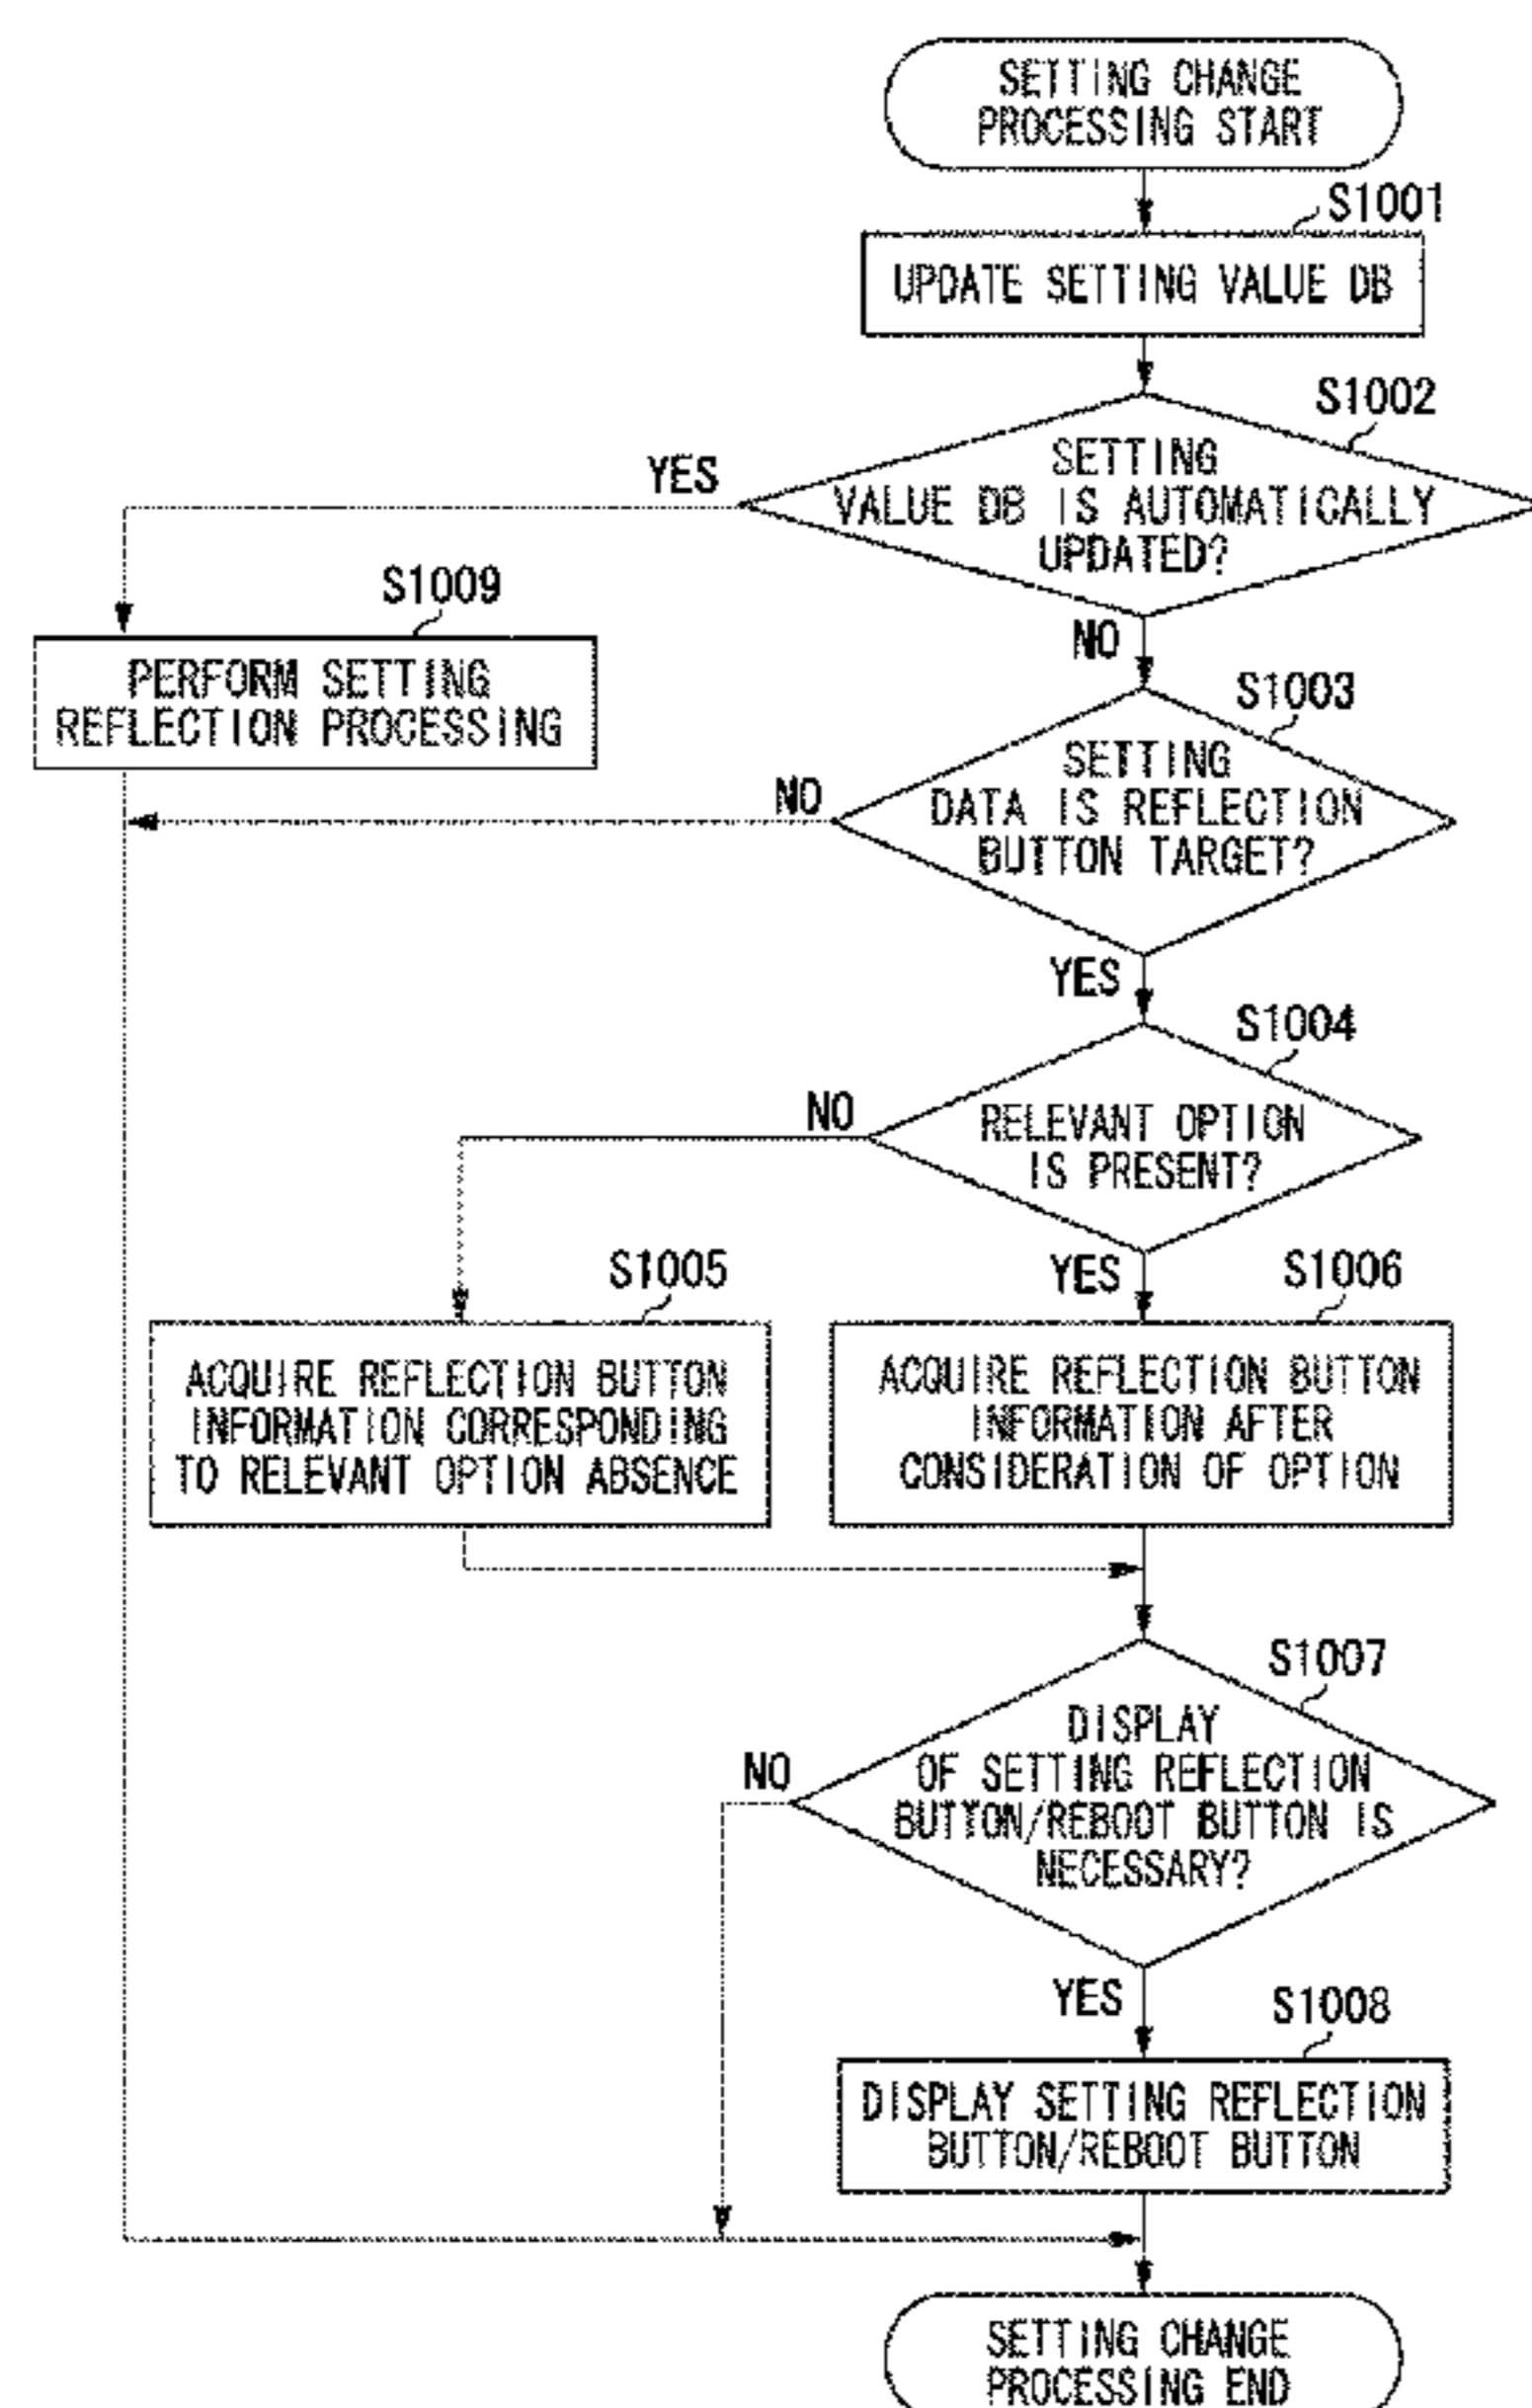 SETTING CHANGE
PROCESSING START
S1001
UPDATE SETTING VALUE DB
S1002
SETTING
VALUE DB IS AUTOMATICALLY
UPDATED?
YES
NO
S1009
PERFORM SETTING
REFLECTION PROCESSING
S1003
SETTING
DATA IS REFLECTION
BUTTON TARGET?
NO
YES
S1004
RELEVANT OPTION
IS PRESENT?
NO
YES
S1005
ACQUIRE REFLECTION BUTTON
INFORMATION CORRESPONDING
TO RELEVANT OPTION ABSENCE
S1006
ACQUIRE REFLECTION BUTTON
INFORMATION AFTER
CONSIDERATION OF OPTION
S1007
DISPLAY
OF SETTING REFLECTION
BUTTON/REBOOT BUTTON IS
NECESSARY?
NO
YES
S1008
DISPLAY SETTING REFLECTION
BUTTON/REBOOT BUTTON
SETTING CHANGE
PROCESSING END